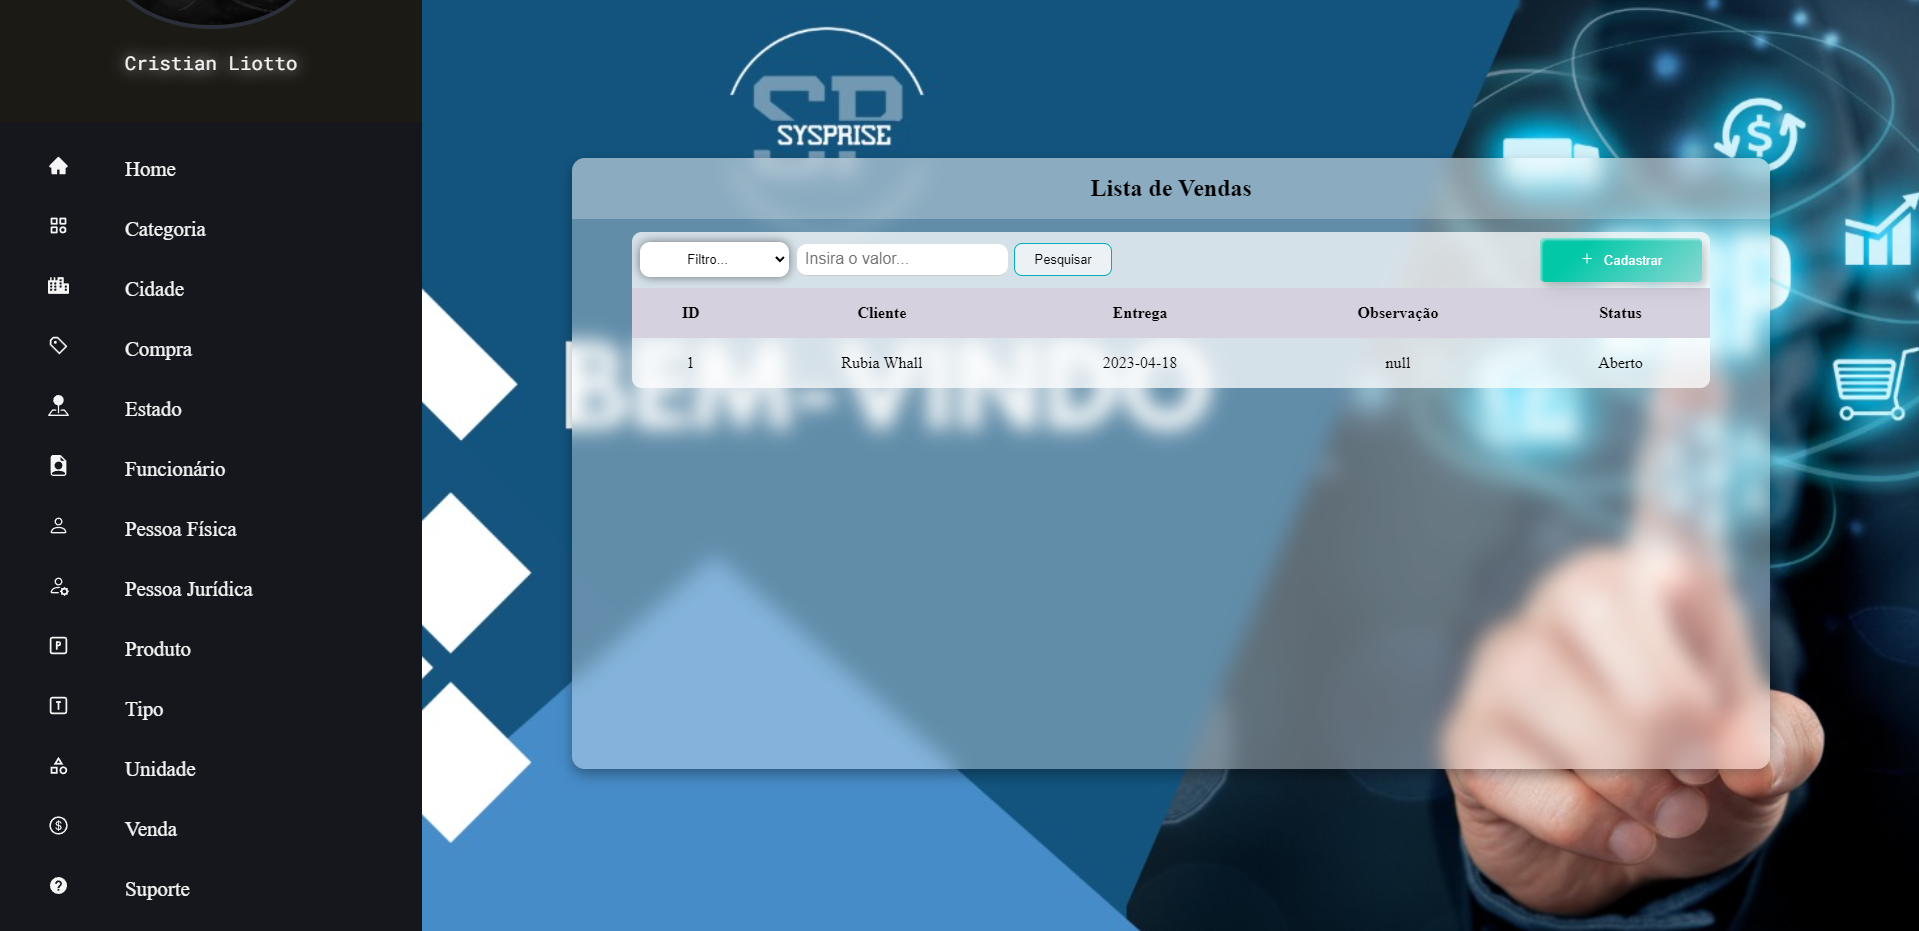 Cristian Liotto
Home
Categoria
Cidade
Compra
Estado
Funcionário
Pessoa Física
Pessoa Jurídica
Produto
Tipo
Unidade
Venda
Suporte
SP
SYSPRISE
Lista de Vendas
Filtro... Insira o valor... Pesquisar + Cadastrar
ID Cliente Entrega Observação Status
1 Rubia Whall 2023-04-18 null Aberto
BEM-VINDO